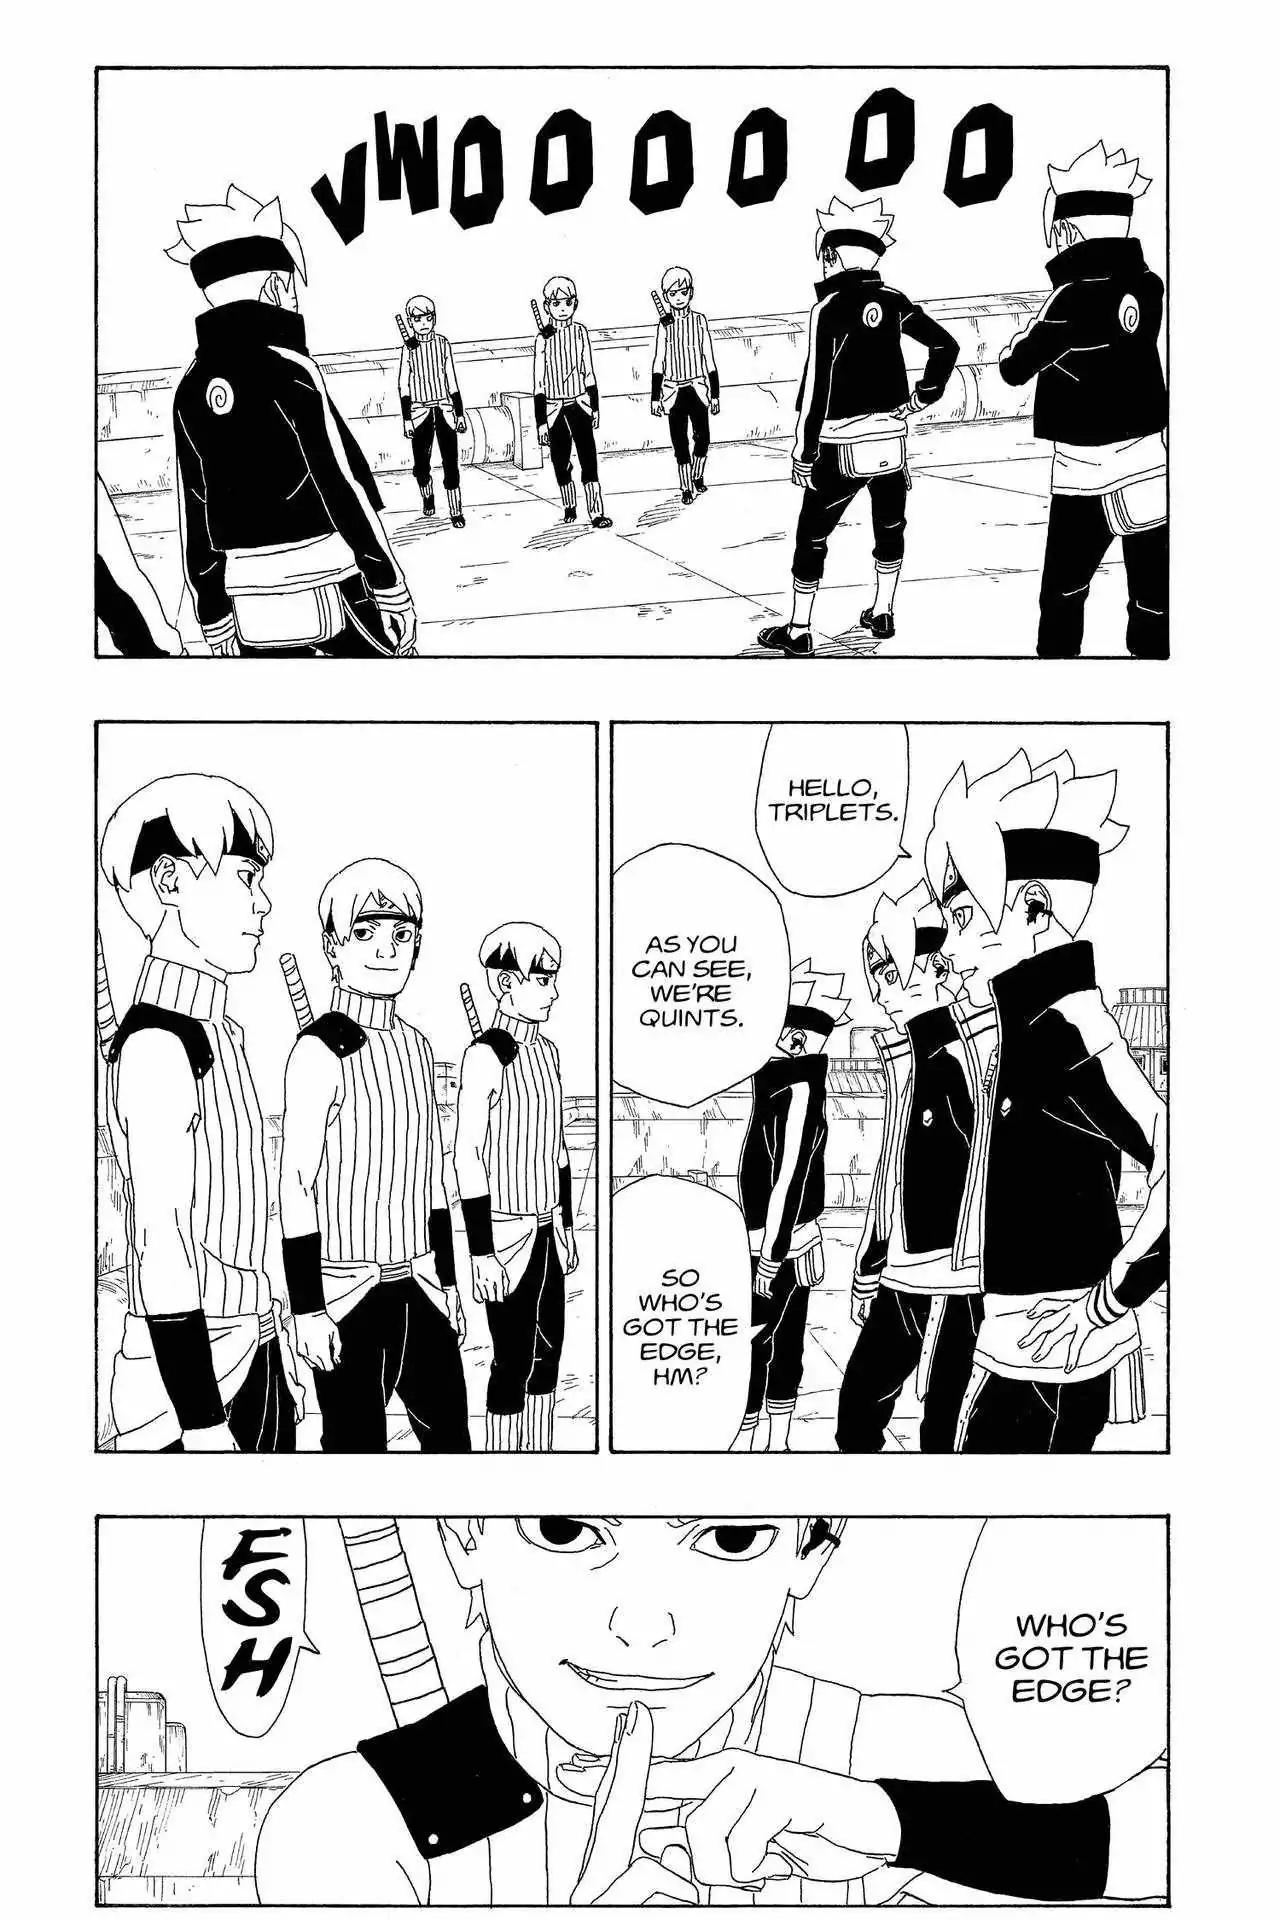 VWOOOOOO
HELLO,
TRIPLETS.
AS YOU
CAN SEE,
WE'RE
QUINTS.
SO
WHO'S
GOT THE
EDGE,
HM?
WHO'S
GOT THE
EDGE?
FSH